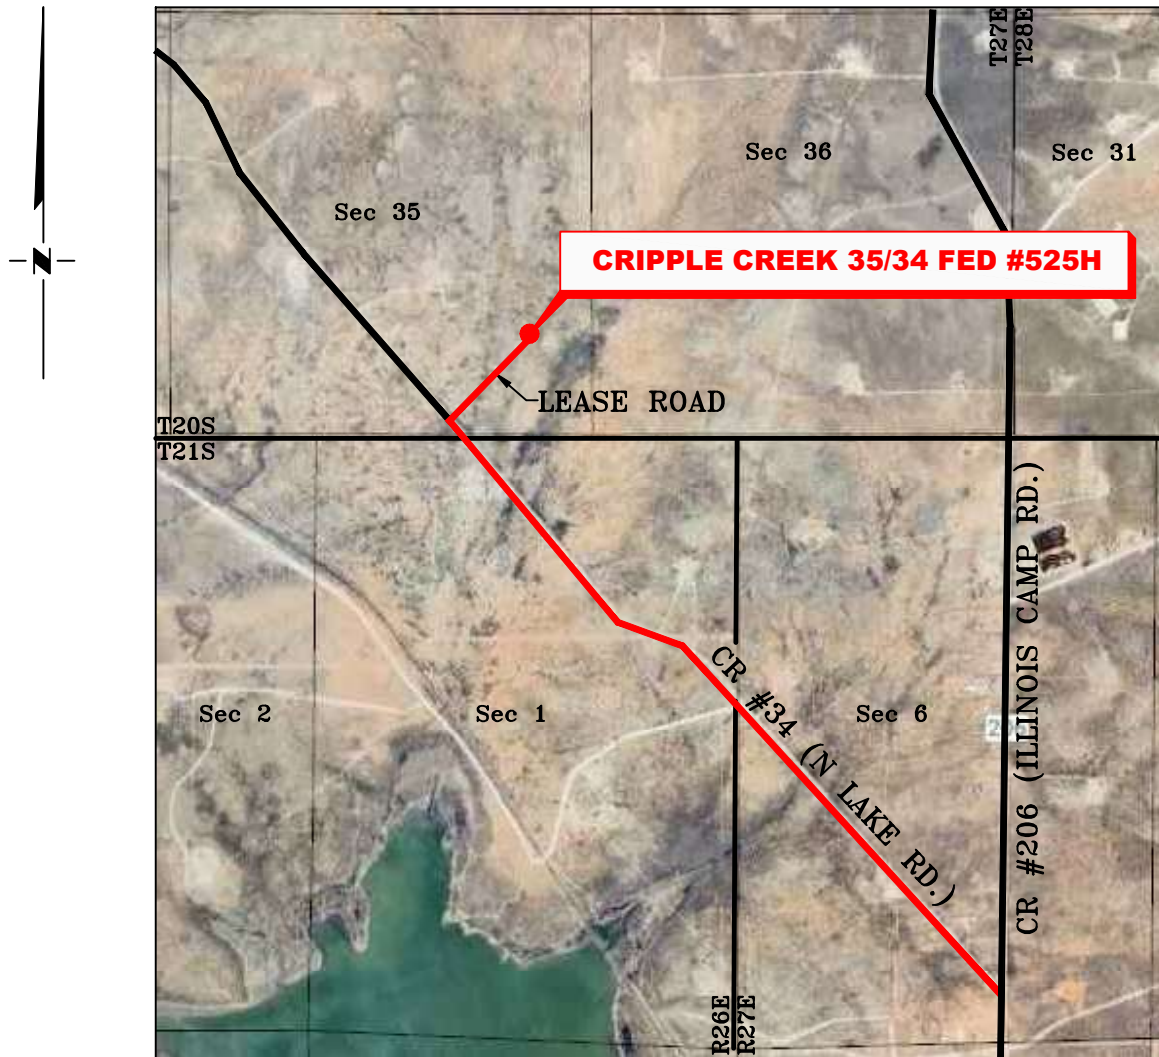 T27E
T28E
Sec 36
Sec 31
Sec 35
N
CRIPPLE CREEK 35/34 FED #525H
LEASE ROAD
T20S
T21S
CR #206 (ILLINOIS CAMP RD.)
CR #34 (N LAKE RD.)
Sec 2
Sec 1
Sec 6
R26E
R27E